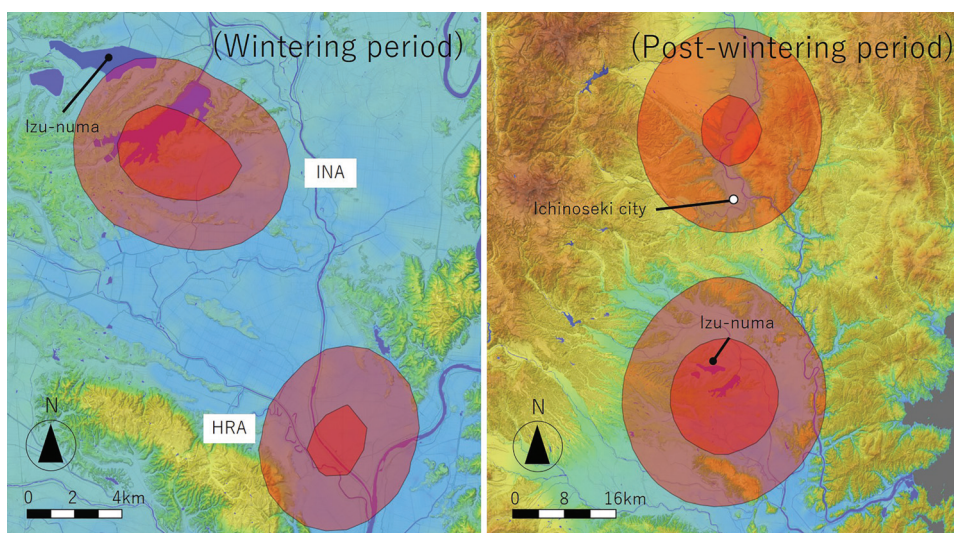 (Wintering period)
Izu-numa
INA
HRA
N
0 2 4km
(Post-wintering period)
Ichinoseki city
Izu-numa
N
0 8 16km